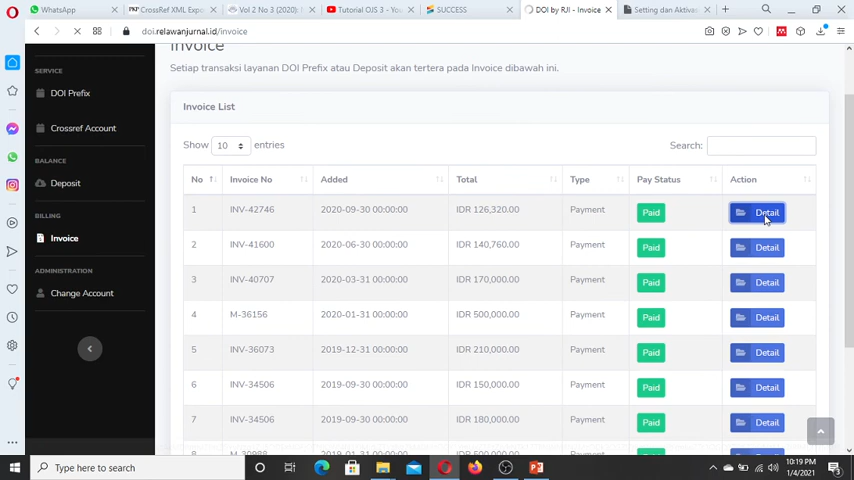 WhatsApp
CrossRef XML Expo
Vol 2 No 3 (2020):
Tutorial OJS 3 - You
SUCCESS
DOI by RJI - Invoice
Setting dan Aktivas
doi.relawanjurnal.id/invoice
Invoice
Setiap transaksi layanan DOI Prefix atau Deposit akan tertera pada Invoice dibawah ini.
SERVICE
DOI Prefix
Crossref Account
BALANCE
Deposit
BILLING
Invoice
ADMINISTRATION
Change Account
Invoice List
Show 10 entries
Search:
No Invoice No Added Total Type Pay Status Action
1 INV-42746 2020-09-30 00:00:00 IDR 126,320.00 Payment Paid Detail
2 INV-41600 2020-06-30 00:00:00 IDR 140,760.00 Payment Paid Detail
3 INV-40707 2020-03-31 00:00:00 IDR 170,000.00 Payment Paid Detail
4 M-36156 2020-01-31 00:00:00 IDR 500,000.00 Payment Paid Detail
5 INV-36073 2019-12-31 00:00:00 IDR 210,000.00 Payment Paid Detail
6 INV-34506 2019-09-30 00:00:00 IDR 150,000.00 Payment Paid Detail
7 INV-34506 2019-09-30 00:00:00 IDR 180,000.00 Payment Paid Detail
Type here to search
10:19 PM
1/4/2021